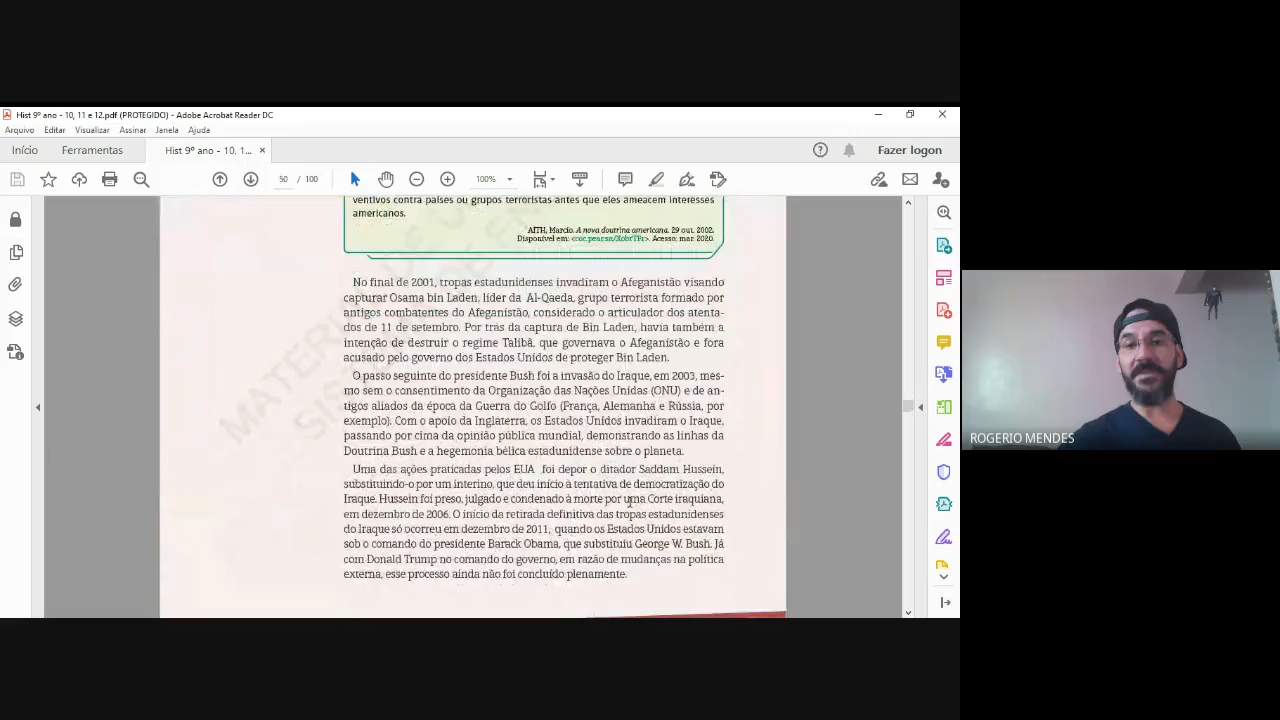 Hist 9º ano - 10, 11 e 12.pdf (PROTEGIDO) - Adobe Acrobat Reader DC
Arquivo Editar Visualizar Assinar Janela Ajuda
Início Ferramentas Hist 9º ano - 10, 1... × Fazer logon
50 / 100 100%
ventivos contra países ou grupos terroristas antes que eles ameacem interesses
americanos.
AITH, Marcio. A nova doutrina americana. 29 out. 2002.
Disponível em: <coc.pear.sn/XobrTPr>. Acesso: mar. 2020.
No final de 2001, tropas estadunidenses invadiram o Afeganistão visando
capturar Osama bin Laden, líder da Al-Qaeda, grupo terrorista formado por
antigos combatentes do Afeganistão, considerado o articulador dos atenta-
dos de 11 de setembro. Por trás da captura de Bin Laden, havia também a
intenção de destruir o regime Talibã, que governava o Afeganistão e fora
acusado pelo governo dos Estados Unidos de proteger Bin Laden.
O passo seguinte do presidente Bush foi a invasão do Iraque, em 2003, mes-
mo sem o consentimento da Organização das Nações Unidas (ONU) e de an-
tigos aliados da época da Guerra do Golfo (França, Alemanha e Rússia, por
exemplo). Com o apoio da Inglaterra, os Estados Unidos invadiram o Iraque,
passando por cima da opinião pública mundial, demonstrando as linhas da
Doutrina Bush e a hegemonia bélica estadunidense sobre o planeta.
Uma das ações praticadas pelos EUA foi depor o ditador Saddam Hussein,
substituindo-o por um interino, que deu início à tentativa de democratização do
Iraque. Hussein foi preso, julgado e condenado à morte por uma Corte iraquiana,
em dezembro de 2006. O início da retirada definitiva das tropas estadunidenses
do Iraque só ocorreu em dezembro de 2011, quando os Estados Unidos estavam
sob o comando do presidente Barack Obama, que substituiu George W. Bush. Já
com Donald Trump no comando do governo, em razão de mudanças na política
externa, esse processo ainda não foi concluído plenamente.
ROGERIO MENDES